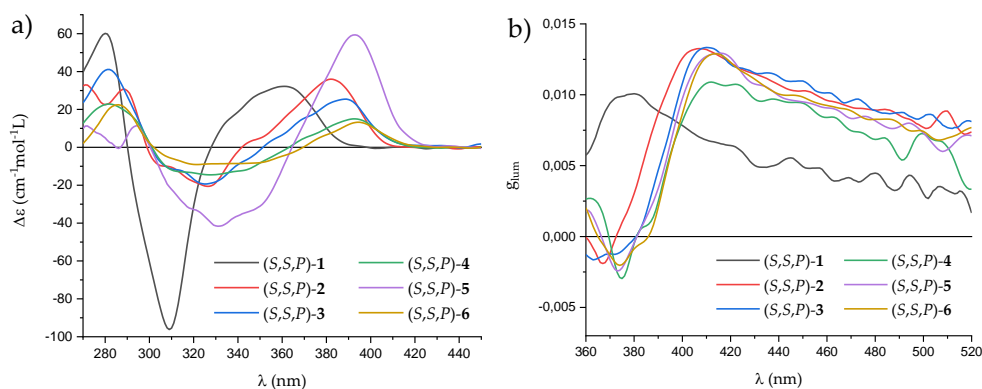 a)
Δε (cm⁻¹mol⁻¹L)
60
40
20
0
-20
-40
-60
-80
-100
280 300 320 340 360 380 400 420 440
λ (nm)
(S,S,P)-1 (S,S,P)-4
(S,S,P)-2 (S,S,P)-5
(S,S,P)-3 (S,S,P)-6
b)
glum
0,015
0,010
0,005
0,000
-0,005
360 380 400 420 440 460 480 500 520
λ (nm)
(S,S,P)-1 (S,S,P)-4
(S,S,P)-2 (S,S,P)-5
(S,S,P)-3 (S,S,P)-6